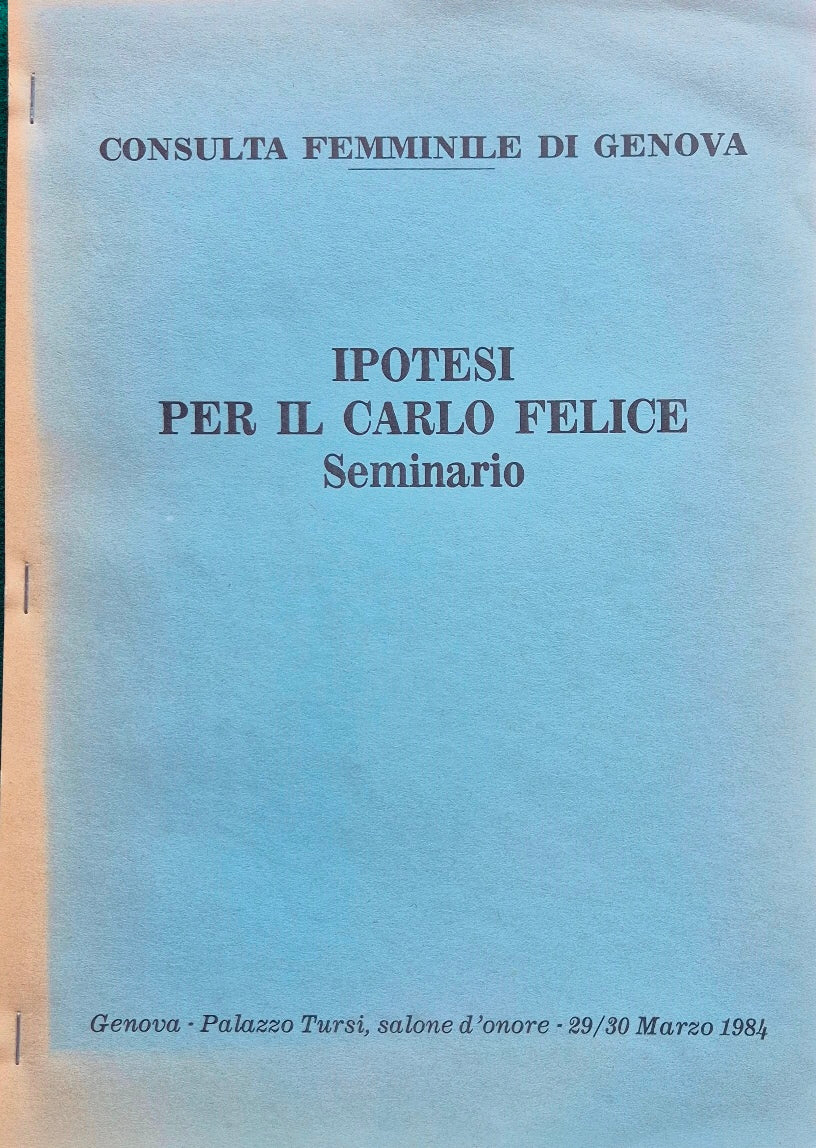 CONSULTA FEMMINILE DI GENOVA
IPOTESI
PER IL CARLO FELICE
Seminario
Genova - Palazzo Tursi, salone d'onore - 29/30 Marzo 1984